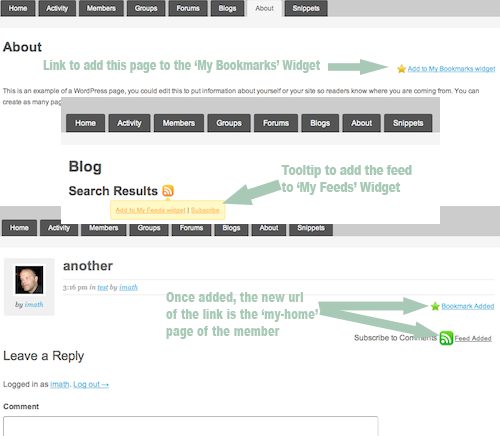 Home Activity Members Groups Forums Blogs About Snippets
About
Link to add this page to the ‘My Bookmarks’ Widget
Add to My Bookmarks widget
This is an example of a WordPress page, you could edit this to put information about yourself or your site so readers know where you are coming from. You can
create as many pag
Home Activity Members Groups Forums Blogs About Snippets
Blog
Search Results
Tooltip to add the feed
to ‘My Feeds’ Widget
Add to My Feeds widget | Subscribe
Home Activity Members Groups Forums Blogs About Snippets
another
3:16 pm in test by imath
by imath
Once added, the new url
of the link is the ‘my-home’
page of the member
Bookmark Added
Subscribe to Comments Feed Added
Leave a Reply
Logged in as imath. Log out →
Comment